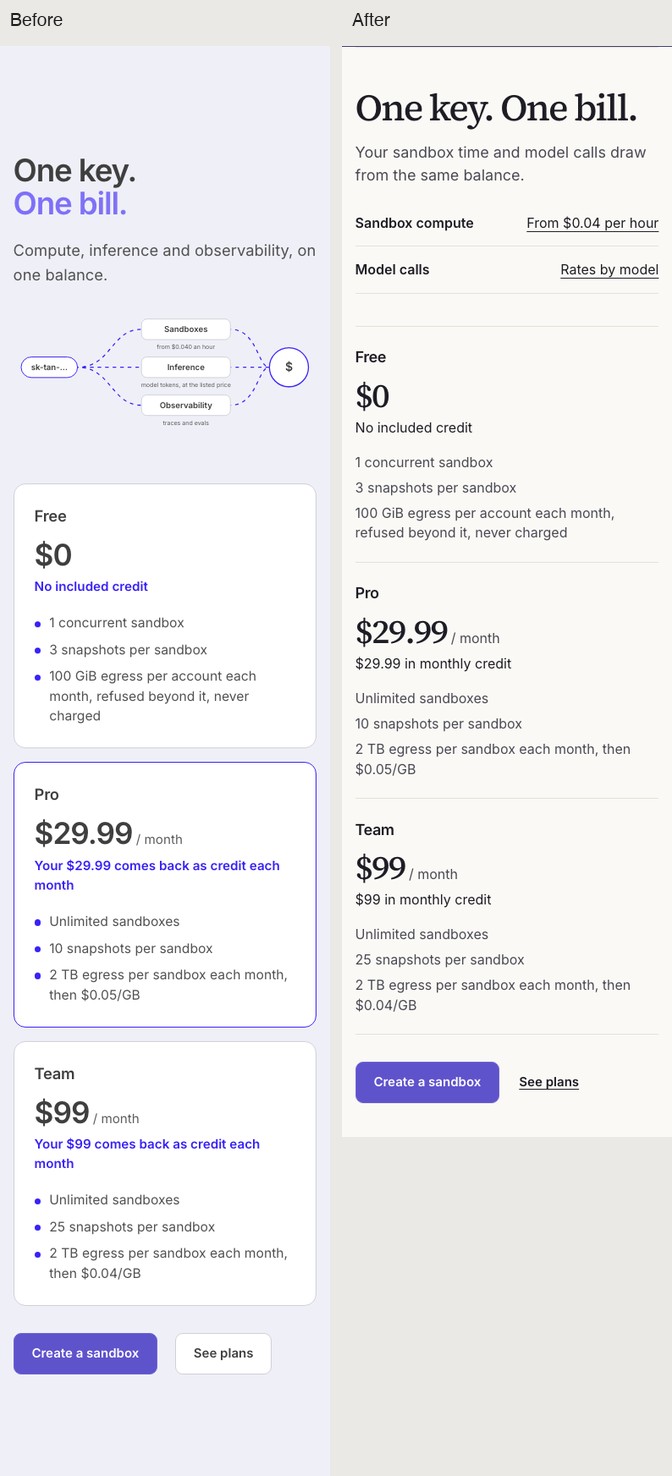 Before
One key.
One bill.
Compute, inference and observability, on
one balance.
sk-tan-...
Sandboxes
from $0.040 an hour
Inference
model tokens, at the listed price
Observability
traces and evals
$
Free
$0
No included credit
1 concurrent sandbox
3 snapshots per sandbox
100 GiB egress per account each
month, refused beyond it, never
charged
Pro
$29.99 / month
Your $29.99 comes back as credit each
month
Unlimited sandboxes
10 snapshots per sandbox
2 TB egress per sandbox each month,
then $0.05/GB
Team
$99 / month
Your $99 comes back as credit each
month
Unlimited sandboxes
25 snapshots per sandbox
2 TB egress per sandbox each month,
then $0.04/GB
Create a sandbox
See plans
After
One key. One bill.
Your sandbox time and model calls draw
from the same balance.
Sandbox compute
From $0.04 per hour
Model calls
Rates by model
Free
$0
No included credit
1 concurrent sandbox
3 snapshots per sandbox
100 GiB egress per account each month,
refused beyond it, never charged
Pro
$29.99 / month
$29.99 in monthly credit
Unlimited sandboxes
10 snapshots per sandbox
2 TB egress per sandbox each month, then
$0.05/GB
Team
$99 / month
$99 in monthly credit
Unlimited sandboxes
25 snapshots per sandbox
2 TB egress per sandbox each month, then
$0.04/GB
Create a sandbox
See plans